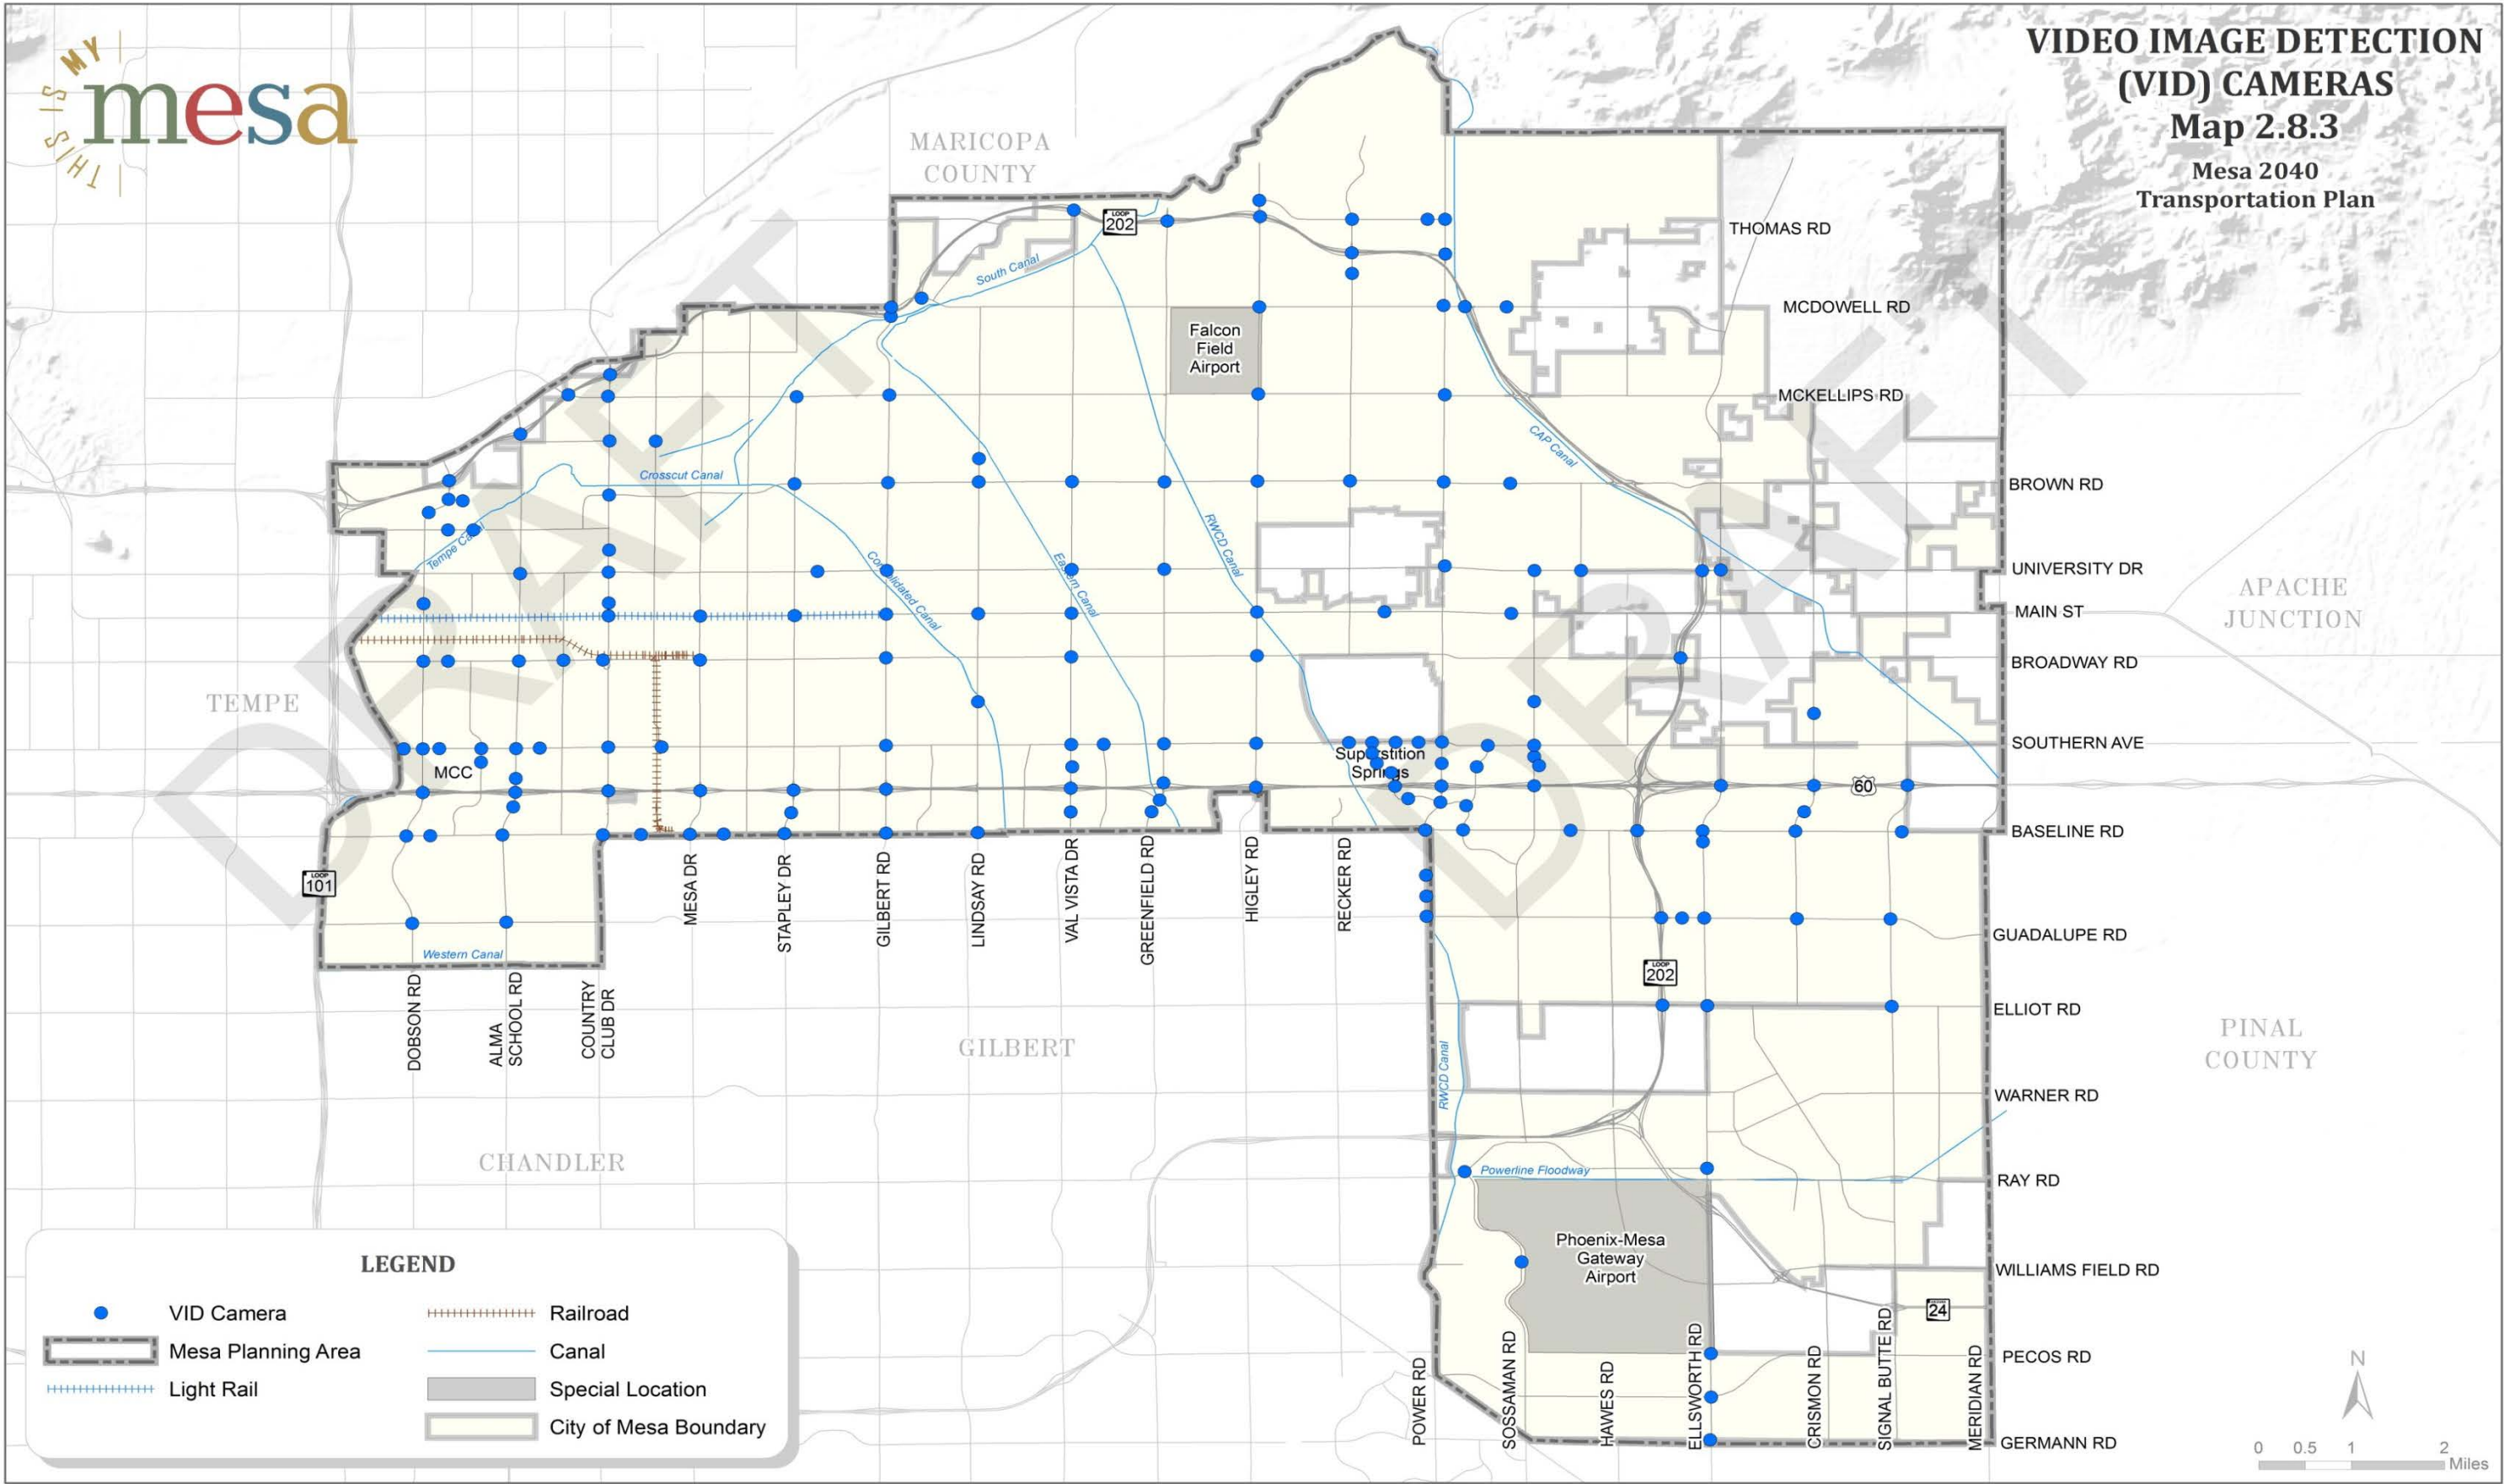 THIS IS MY
mesa
VIDEO IMAGE DETECTION
(VID) CAMERAS
Map 2.8.3
Mesa 2040
Transportation Plan
MARICOPA
COUNTY
LOOP
202
THOMAS RD
South Canal
MCDOWELL RD
Falcon
Field
Airport
MCKELLIPS RD
CAP Canal
Crosscut Canal
BROWN RD
Tempe Ca
RWCD Canal
Consolidated Canal
Eastern Canal
UNIVERSITY DR
APACHE
JUNCTION
MAIN ST
BROADWAY RD
TEMPE
SOUTHERN AVE
MCC
Superstition
Springs
60
BASELINE RD
LOOP
101
MESA DR
STAPLEY DR
GILBERT RD
LINDSAY RD
VAL VISTA DR
GREENFIELD RD
HIGLEY RD
RECKER RD
GUADALUPE RD
Western Canal
LOOP
202
DOBSON RD
ALMA
SCHOOL RD
COUNTRY
CLUB DR
ELLIOT RD
GILBERT
PINAL
COUNTY
RWCD Canal
WARNER RD
CHANDLER
Powerline Floodway
RAY RD
Phoenix-Mesa
Gateway
Airport
WILLIAMS FIELD RD
24
PECOS RD
POWER RD
SOSSAMAN RD
HAWES RD
ELLSWORTH RD
CRISMON RD
SIGNAL BUTTE RD
MERIDIAN RD
GERMANN RD
LEGEND
VID Camera
Mesa Planning Area
Light Rail
Railroad
Canal
Special Location
City of Mesa Boundary
N
0 0.5 1 2
Miles
DRAFT
DRAFT